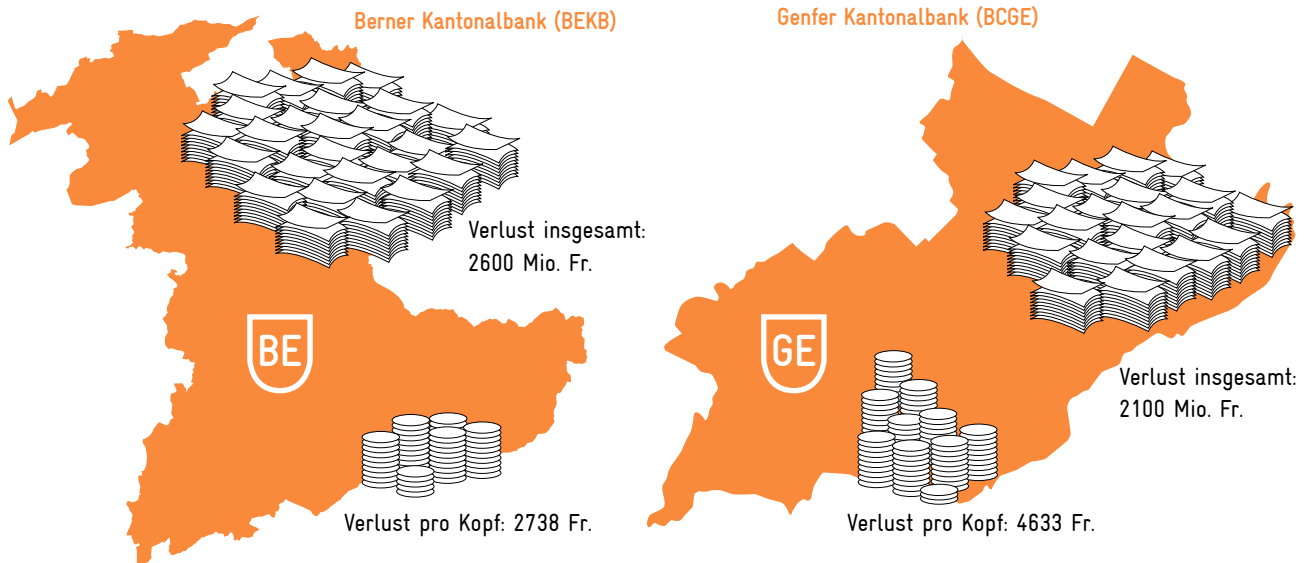 Berner Kantonalbank (BEKB)
Verlust insgesamt:
2600 Mio. Fr.
BE
Verlust pro Kopf: 2738 Fr.
Genfer Kantonalbank (BCGE)
GE
Verlust insgesamt:
2100 Mio. Fr.
Verlust pro Kopf: 4633 Fr.